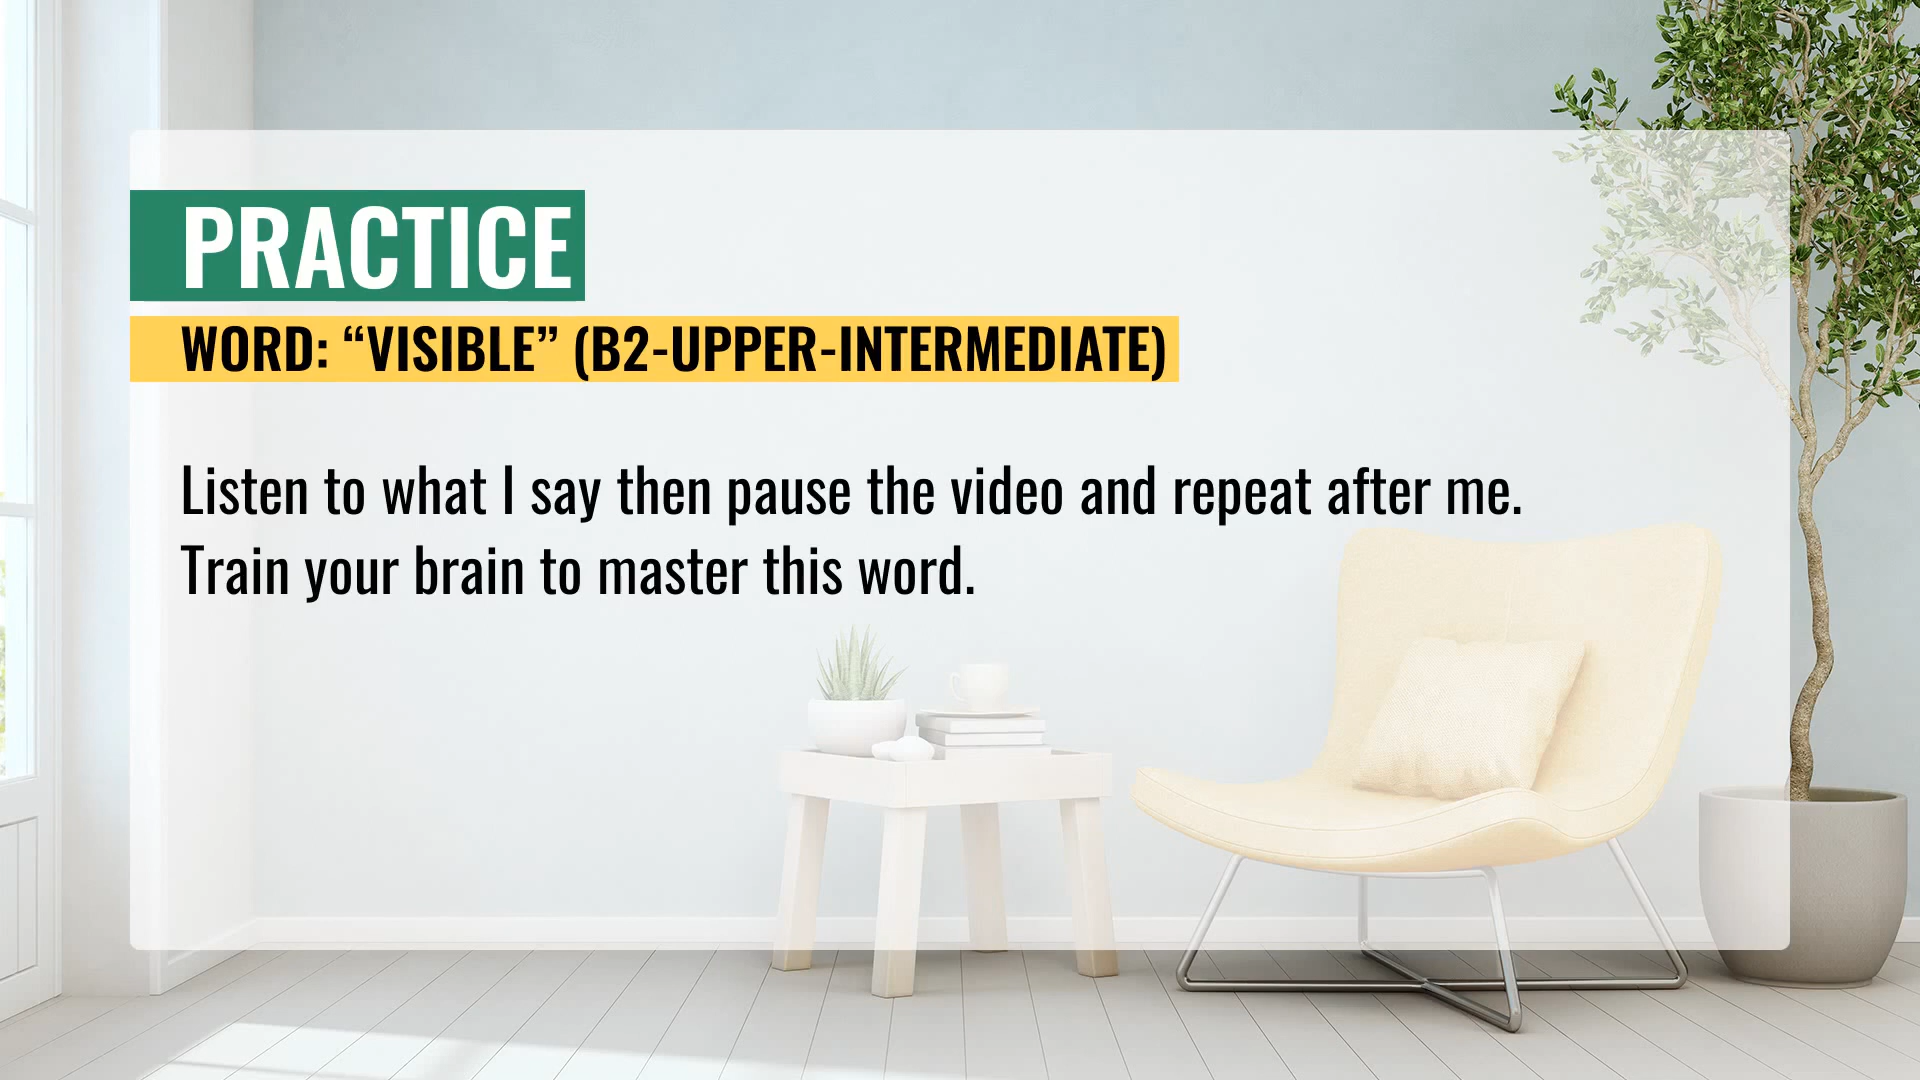 PRACTICE
WORD: “VISIBLE” (B2-UPPER-INTERMEDIATE)
Listen to what I say then pause the video and repeat after me.
Train your brain to master this word.